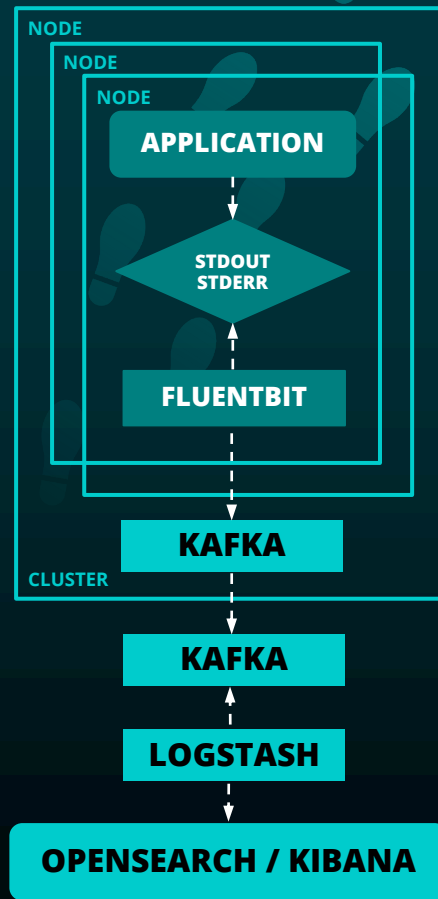 NODE
NODE
NODE
APPLICATION
STDOUT
STDERR
FLUENTBIT
KAFKA
CLUSTER
KAFKA
LOGSTASH
OPENSEARCH / KIBANA